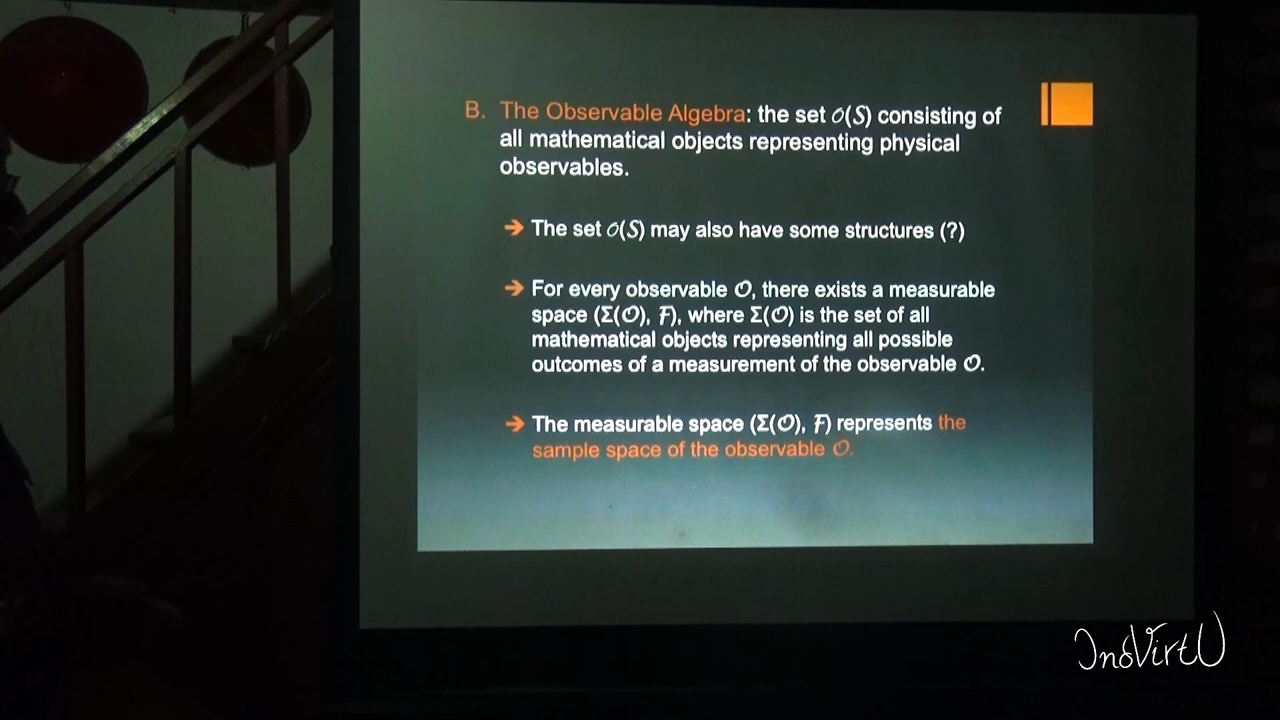 B. The Observable Algebra: the set 𝒪(𝑆) consisting of
all mathematical objects representing physical
observables.
➔ The set 𝒪(𝑆) may also have some structures (?)
➔ For every observable 𝒪, there exists a measurable
space (Σ(𝒪), ℱ), where Σ(𝒪) is the set of all
mathematical objects representing all possible
outcomes of a measurement of the observable 𝒪.
➔ The measurable space (Σ(𝒪), ℱ) represents the
sample space of the observable 𝒪.